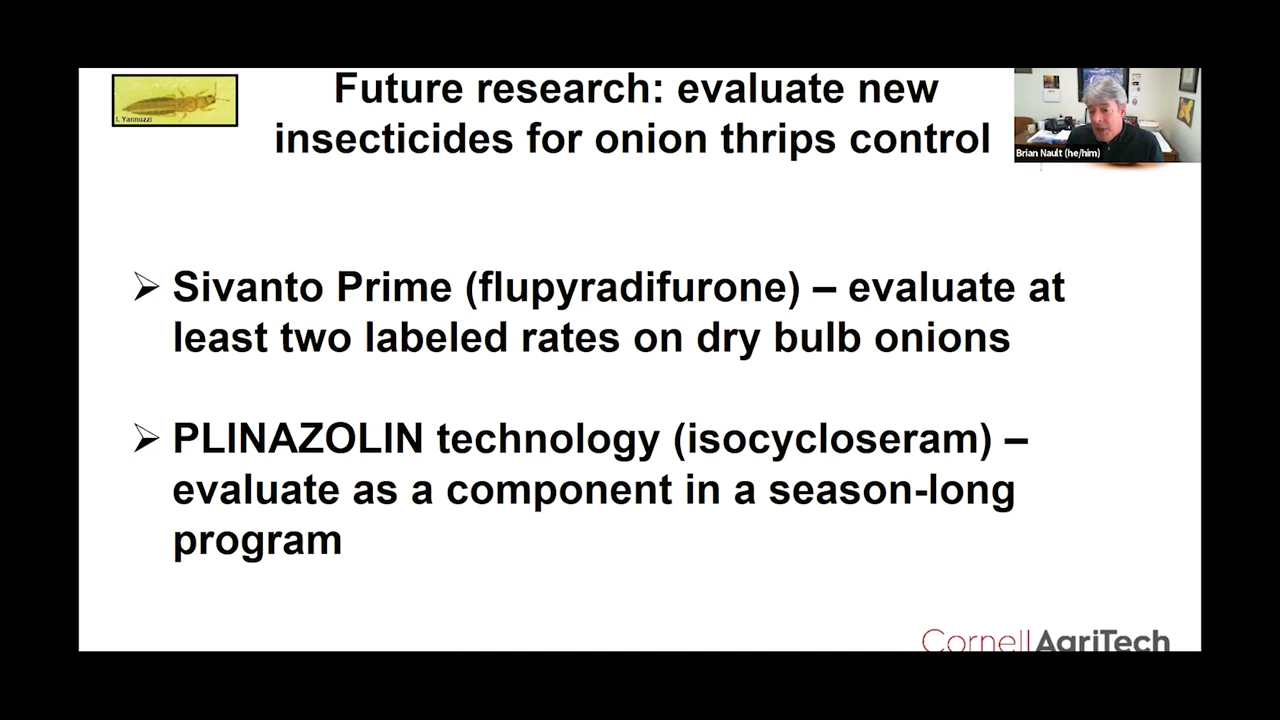 Future research: evaluate new
insecticides for onion thrips control
I. Yannuzzi
Brian Nault (he/him)
➢ Sivanto Prime (flupyradifurone) – evaluate at
least two labeled rates on dry bulb onions
➢ PLINAZOLIN technology (isocycloseram) –
evaluate as a component in a season-long
program
Cornell AgriTech